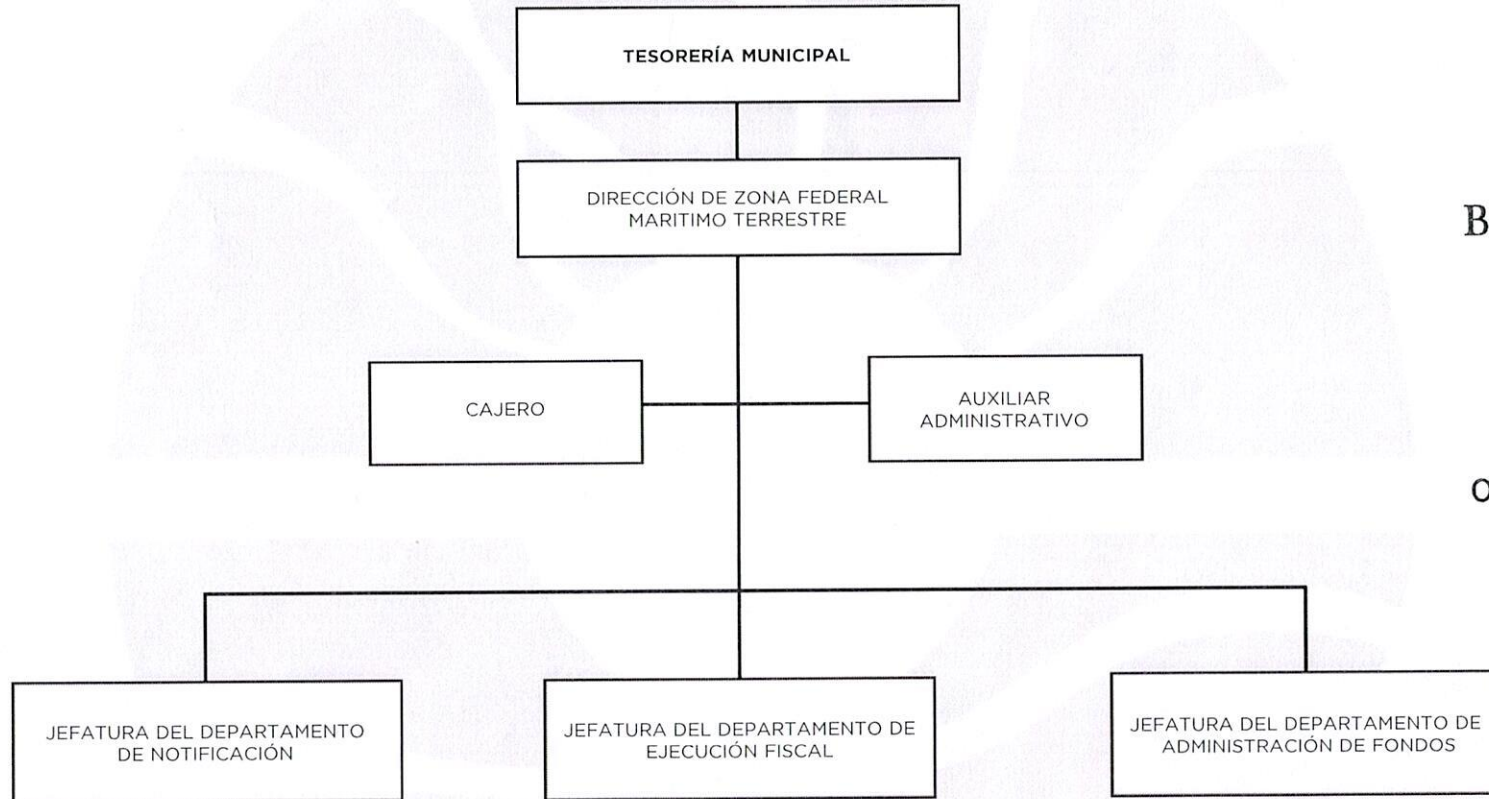 TESORERÍA MUNICIPAL
DIRECCIÓN DE ZONA FEDERAL
MARITIMO TERRESTRE
B
CAJERO
AUXILIAR
ADMINISTRATIVO
O
JEFATURA DEL DEPARTAMENTO
DE NOTIFICACIÓN
JEFATURA DEL DEPARTAMENTO DE
EJECUCIÓN FISCAL
JEFATURA DEL DEPARTAMENTO DE
ADMINISTRACIÓN DE FONDOS